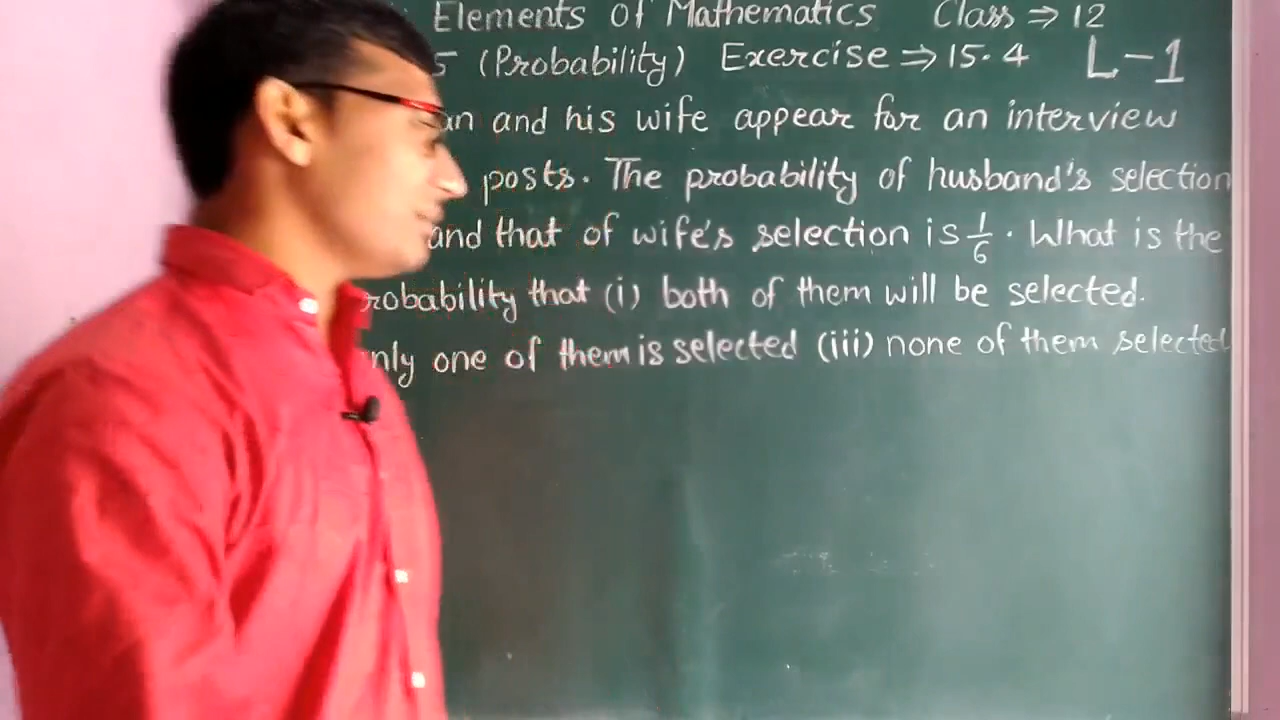 Elements of Mathematics Class ⇒ 12
5 (Probability) Exercise ⇒ 15.4 L-1
an and his wife appear for an interview
posts. The probability of husband's selection
and that of wife's selection is 1/6. What is the
robability that (i) both of them will be selected.
nly one of them is selected (iii) none of them selected